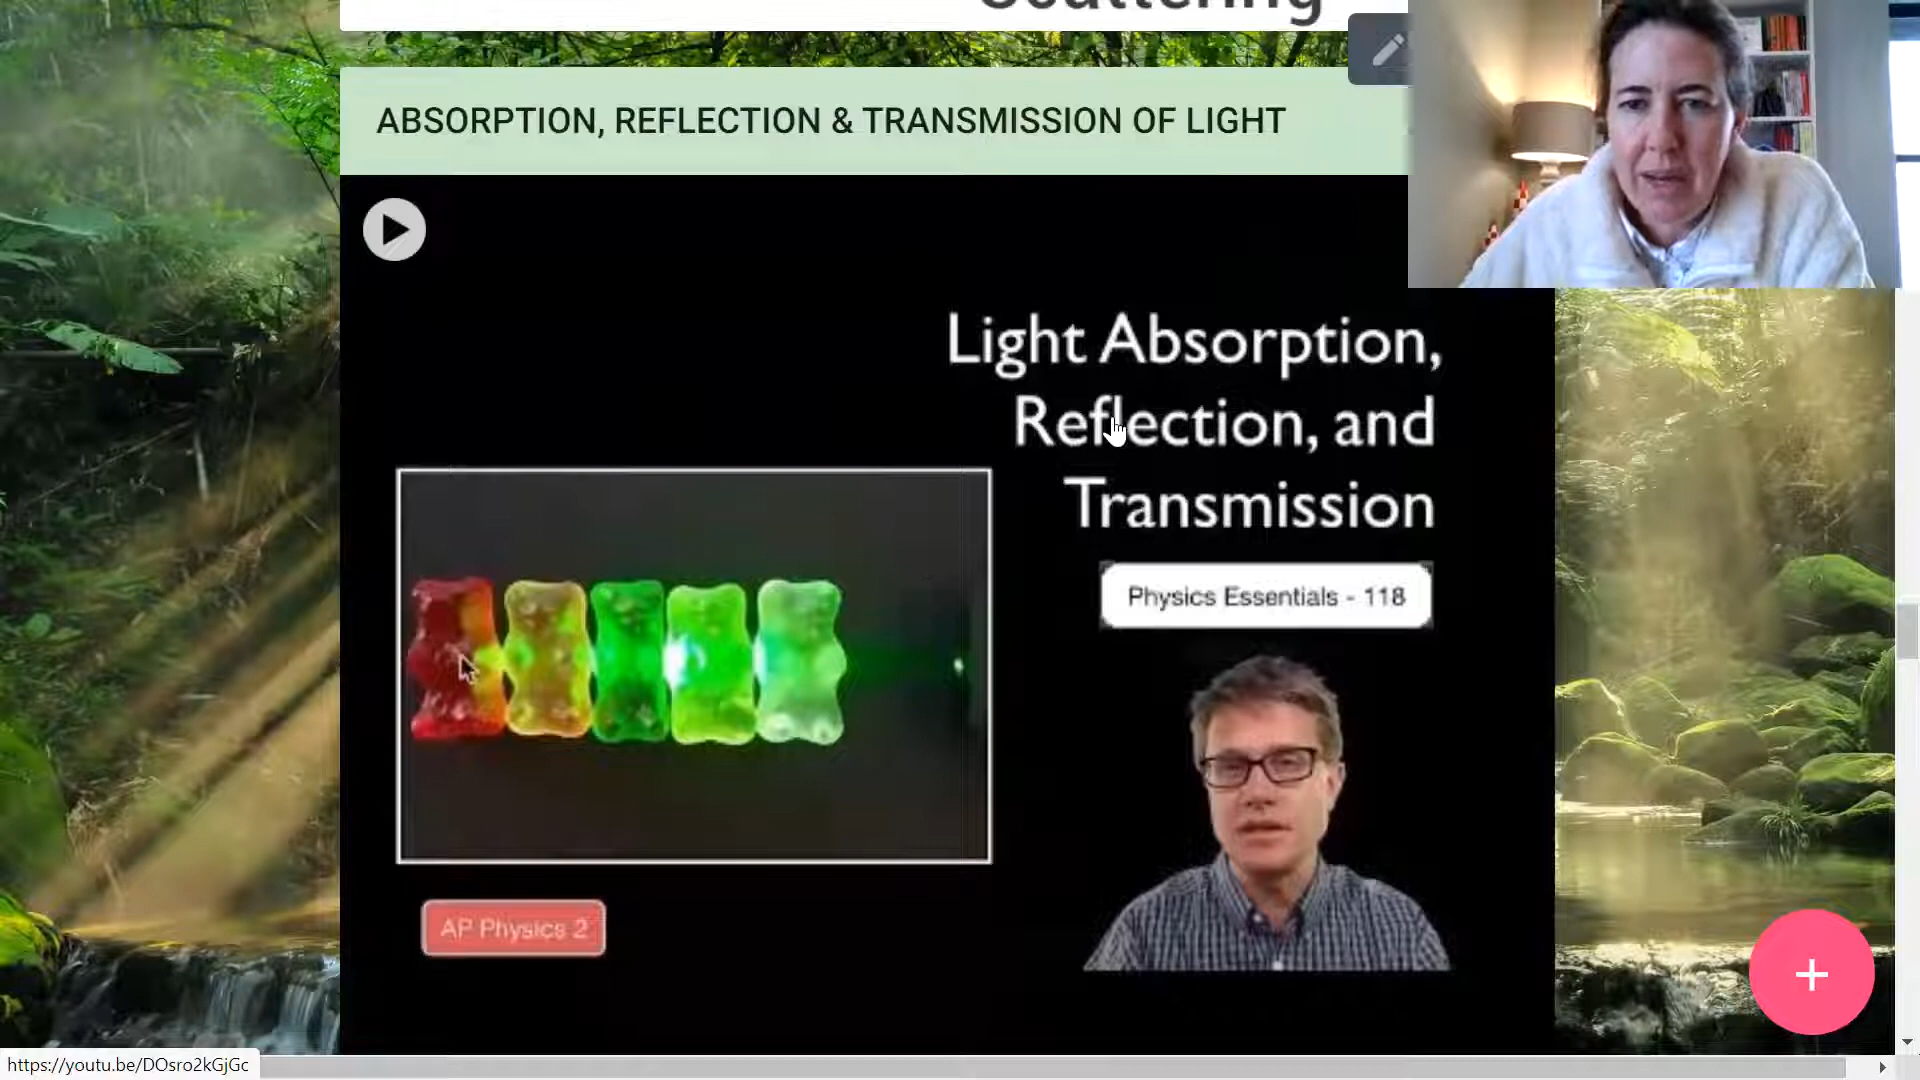 Scattering
ABSORPTION, REFLECTION & TRANSMISSION OF LIGHT
Light Absorption,
Reflection, and
Transmission
Physics Essentials - 118
AP Physics 2
https://youtu.be/DOsro2kGjGc